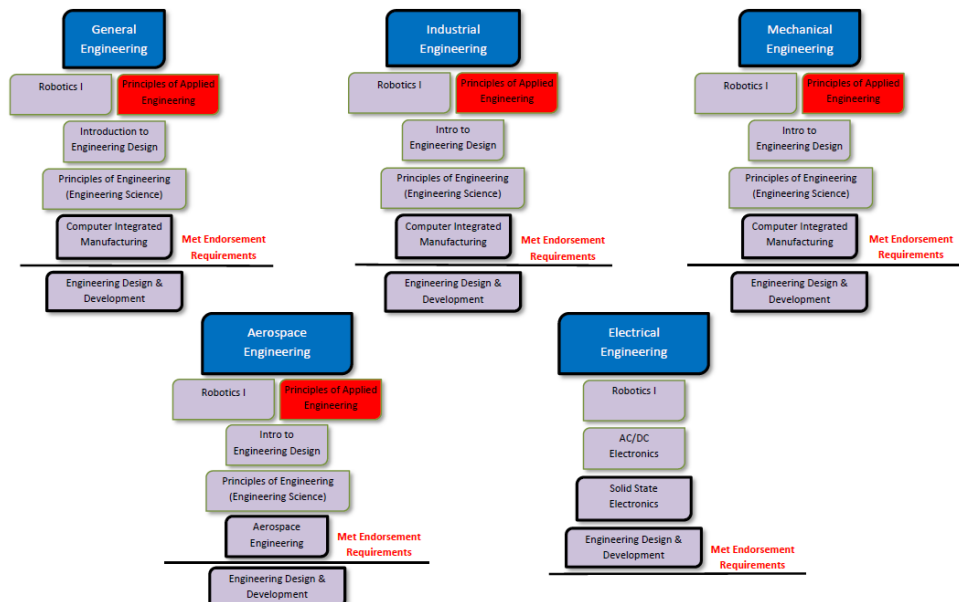 General
Engineering
Robotics I
Principles of Applied
Engineering
Introduction to
Engineering Design
Principles of Engineering
(Engineering Science)
Computer Integrated
Manufacturing
Met Endorsement
Requirements
Engineering Design &
Development
Industrial
Engineering
Robotics I
Principles of Applied
Engineering
Intro to
Engineering Design
Principles of Engineering
(Engineering Science)
Computer Integrated
Manufacturing
Met Endorsement
Requirements
Engineering Design &
Development
Mechanical
Engineering
Robotics I
Principles of Applied
Engineering
Intro to
Engineering Design
Principles of Engineering
(Engineering Science)
Computer Integrated
Manufacturing
Met Endorsement
Requirements
Engineering Design &
Development
Aerospace
Engineering
Robotics I
Principles of Applied
Engineering
Intro to
Engineering Design
Principles of Engineering
(Engineering Science)
Aerospace
Engineering
Met Endorsement
Requirements
Engineering Design &
Development
Electrical
Engineering
Robotics I
AC/DC
Electronics
Solid State
Electronics
Engineering Design &
Development
Met Endorsement
Requirements